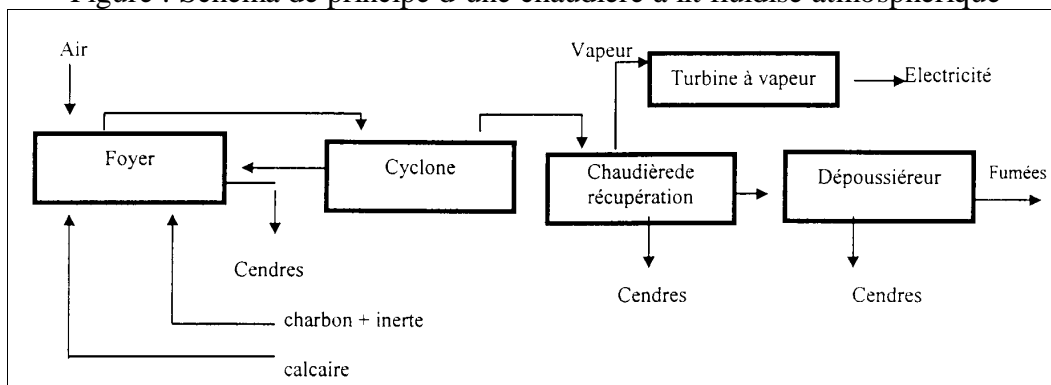 Figure : Schéma de principe d'une chaudière à lit fluidisé atmosphérique
Air
Vapeur
Turbine à vapeur
Electricité
Foyer
Cyclone
Chaudièrede
récupération
Dépoussiéreur
Fumées
Cendres
Cendres
Cendres
charbon + inerte
calcaire